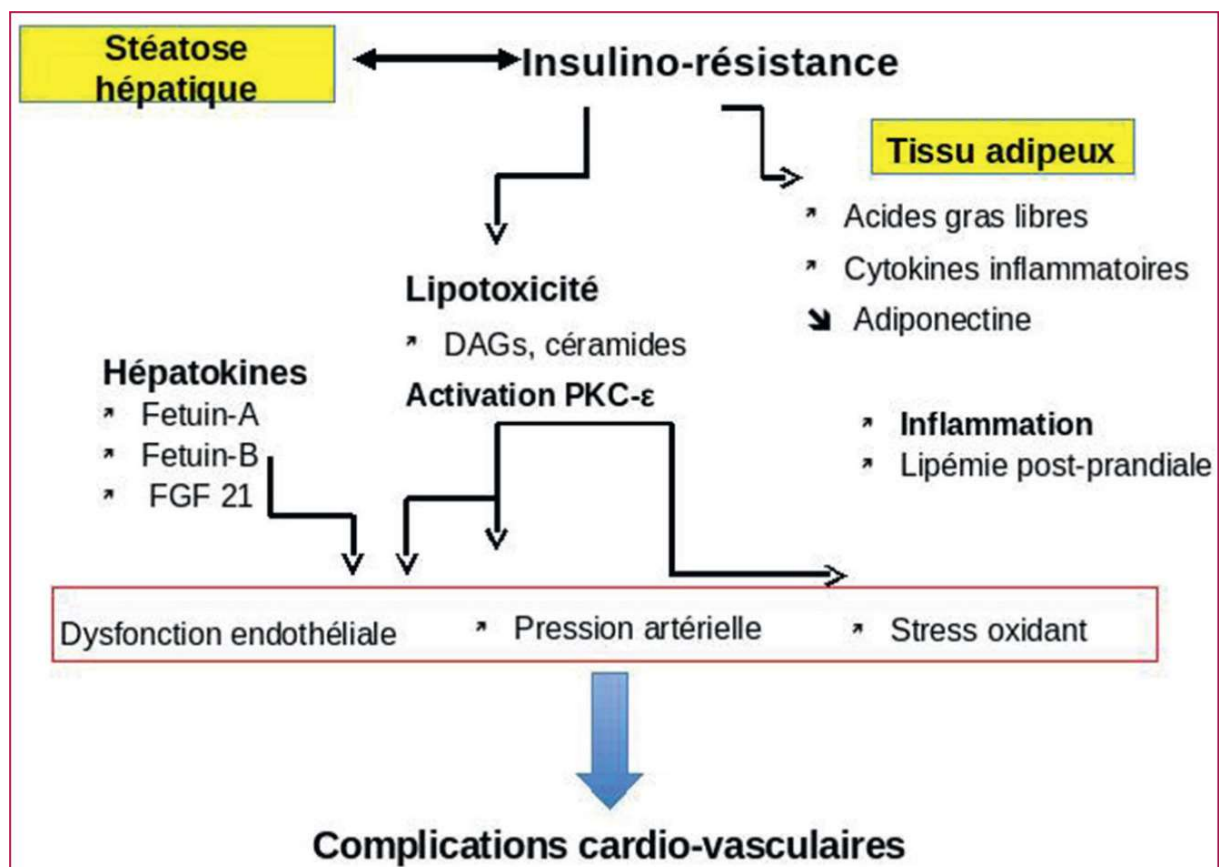 Stéatose
hépatique
Insulino-résistance
Tissu adipeux
Acides gras libres
Cytokines inflammatoires
Adiponectine
Lipotoxicité
DAGs, céramides
Activation PKC-ε
Hépatokines
Fetuin-A
Fetuin-B
FGF 21
Inflammation
Lipémie post-prandiale
Dysfonction endothéliale
Pression artérielle
Stress oxidant
Complications cardio-vasculaires